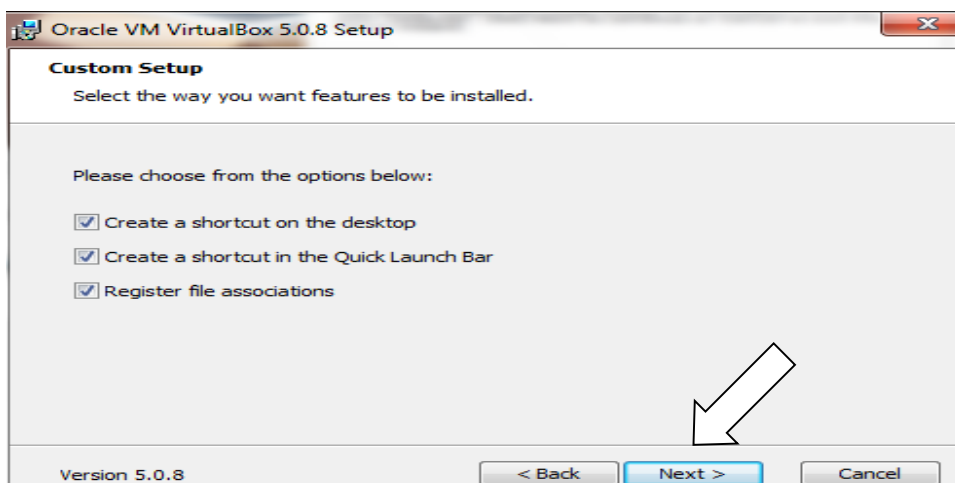 Oracle VM VirtualBox 5.0.8 Setup
Custom Setup
Select the way you want features to be installed.
Please choose from the options below:
Create a shortcut on the desktop
Create a shortcut in the Quick Launch Bar
Register file associations
Version 5.0.8
< Back
Next >
Cancel